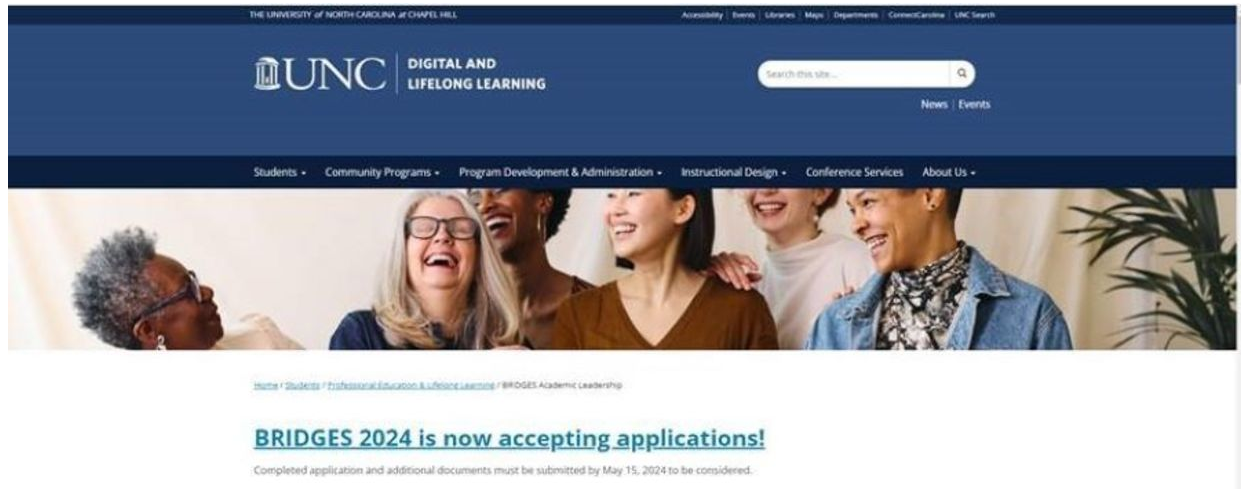 THE UNIVERSITY of NORTH CAROLINA at CHAPEL HILL
Accessibility | Events | Libraries | Maps | Departments | ConnectCarolina | UNC Search
UNC
DIGITAL AND
LIFELONG LEARNING
Search this site...
News | Events
Students
Community Programs
Program Development & Administration
Instructional Design
Conference Services
About Us
Home / Students / Professional Education & Lifelong Learning / BRIDGES Academic Leadership
BRIDGES 2024 is now accepting applications!
Completed application and additional documents must be submitted by May 15, 2024 to be considered.